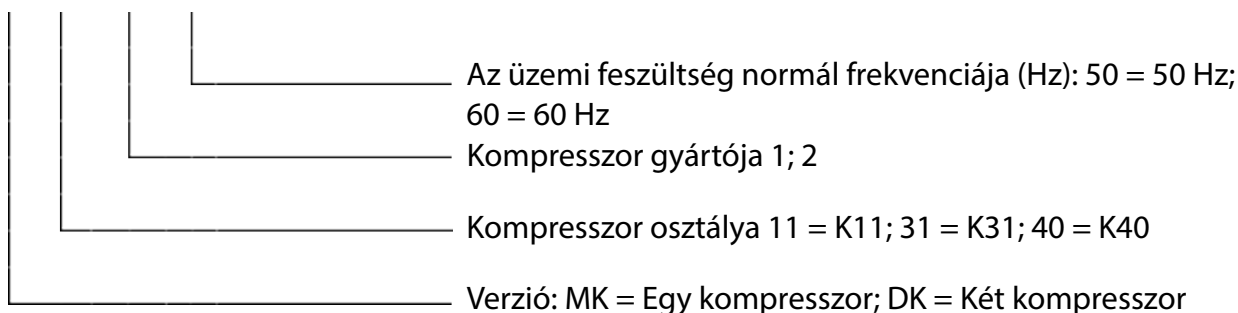 Az üzemi feszültség normál frekvenciája (Hz): 50 = 50 Hz;
60 = 60 Hz
Kompresszor gyártója 1; 2
Kompresszor osztálya 11 = K11; 31 = K31; 40 = K40
Verzió: MK = Egy kompresszor; DK = Két kompresszor